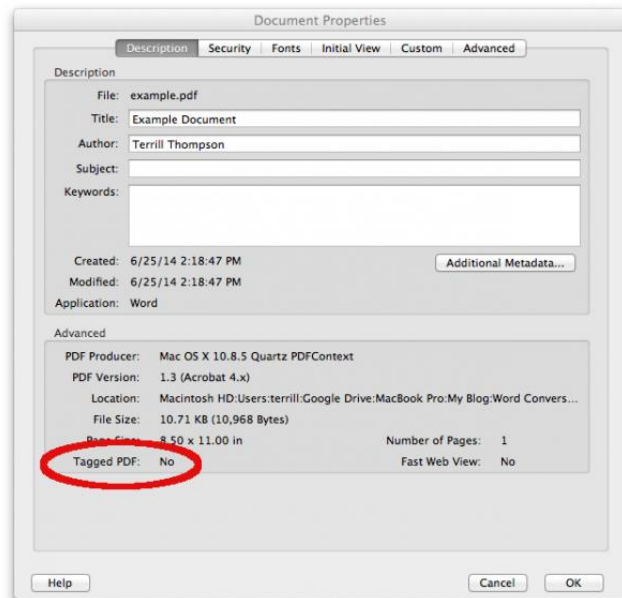 Document Properties
Description Security Fonts Initial View Custom Advanced
Description
File: example.pdf
Title: Example Document
Author: Terrill Thompson
Subject:
Keywords:
Created: 6/25/14 2:18:47 PM
Additional Metadata...
Modified: 6/25/14 2:18:47 PM
Application: Word
Advanced
PDF Producer: Mac OS X 10.8.5 Quartz PDFContext
PDF Version: 1.3 (Acrobat 4.x)
Location: Macintosh HD:Users:terrill:Google Drive:MacBook Pro:My Blog:Word Convers...
File Size: 10.71 KB (10,968 Bytes)
Page Size: 8.50 x 11.00 in Number of Pages: 1
Tagged PDF: No Fast Web View: No
Help Cancel OK